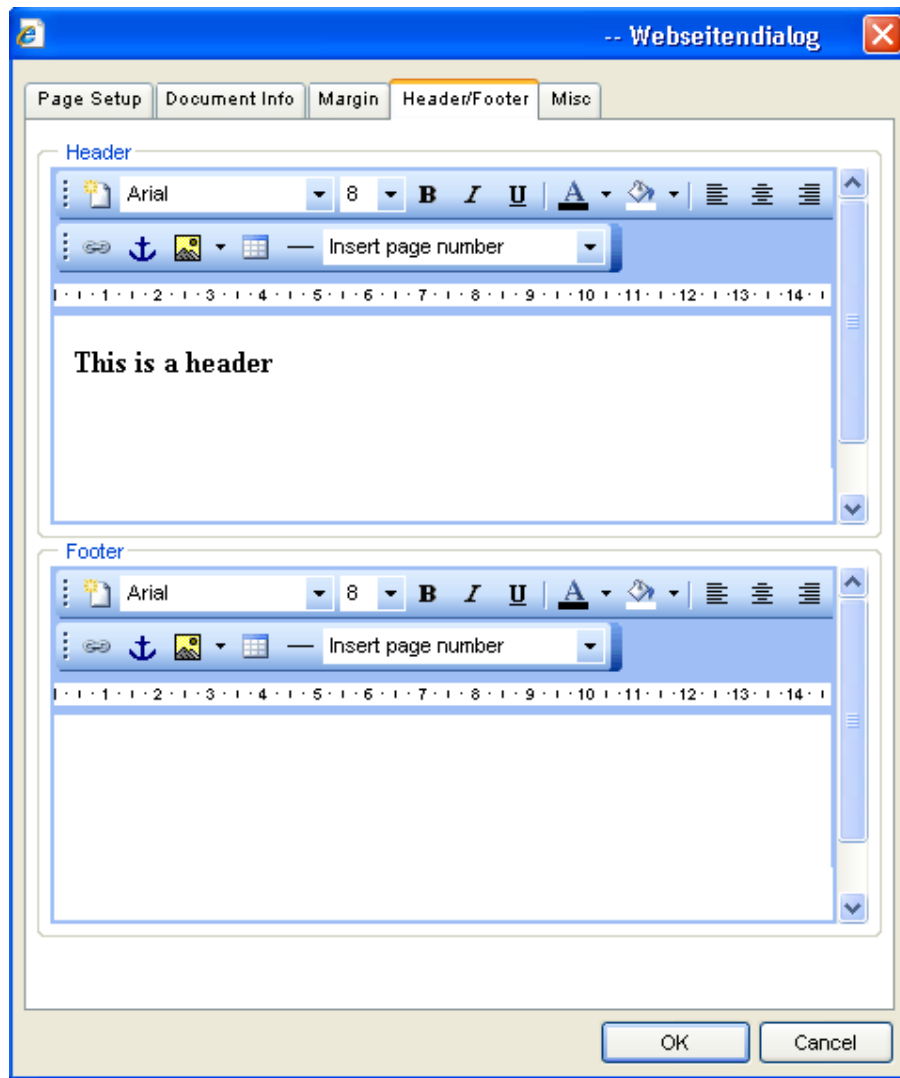 -- Webseitendialog
Page Setup Document Info Margin Header/Footer Misc
Header
Arial 8 B I U A
Insert page number
1 2 3 4 5 6 7 8 9 10 11 12 13 14
This is a header
Footer
Arial 8 B I U A
Insert page number
1 2 3 4 5 6 7 8 9 10 11 12 13 14
OK Cancel